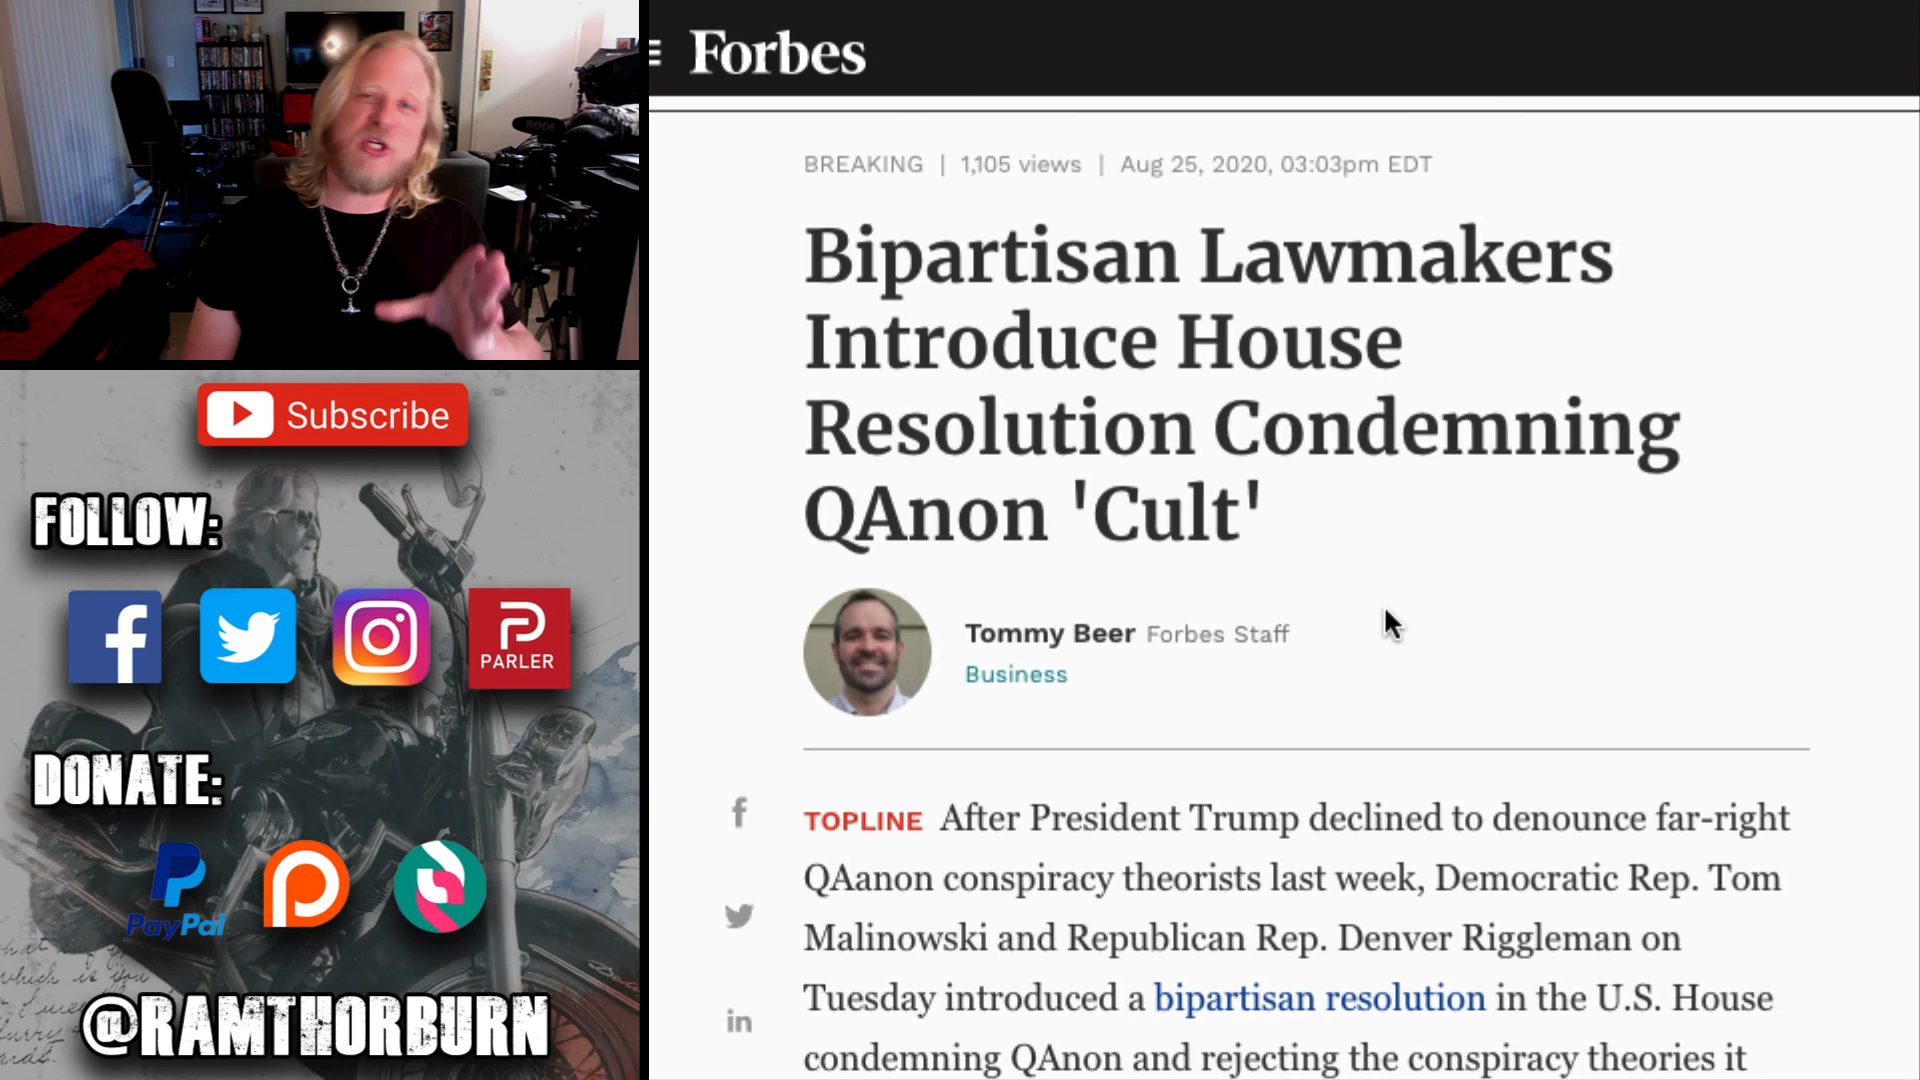 Subscribe
FOLLOW:
PARLER
DONATE:
PayPal
@RAMTHORBURN
Forbes
BREAKING | 1,105 views | Aug 25, 2020, 03:03pm EDT
Bipartisan Lawmakers
Introduce House
Resolution Condemning
QAnon 'Cult'
Tommy Beer Forbes Staff
Business
TOPLINE After President Trump declined to denounce far-right
QAanon conspiracy theorists last week, Democratic Rep. Tom
Malinowski and Republican Rep. Denver Riggleman on
Tuesday introduced a bipartisan resolution in the U.S. House
condemning QAnon and rejecting the conspiracy theories it